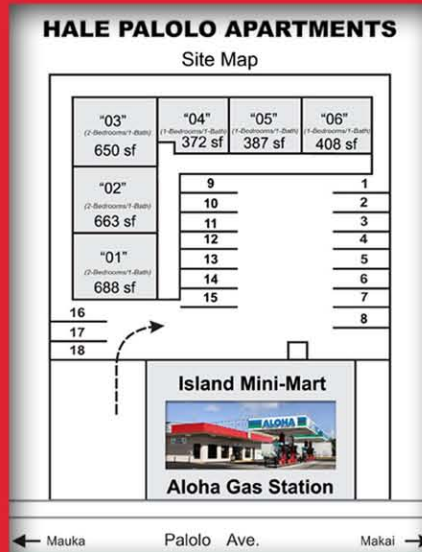 HALE PALOLO APARTMENTS
Site Map
"03"
(2-Bedrooms/1-Bath)
650 sf
"04"
(1-Bedrooms/1-Bath)
372 sf
"05"
(1-Bedrooms/1-Bath)
387 sf
"06"
(1-Bedrooms/1-Bath)
408 sf
"02"
(2-Bedrooms/1-Bath)
663 sf
"01"
(2-Bedrooms/1-Bath)
688 sf
9
10
11
12
13
14
15
1
2
3
4
5
6
7
8
16
17
18
Island Mini-Mart
ALOHA
Aloha Gas Station
Mauka
Palolo Ave.
Makai